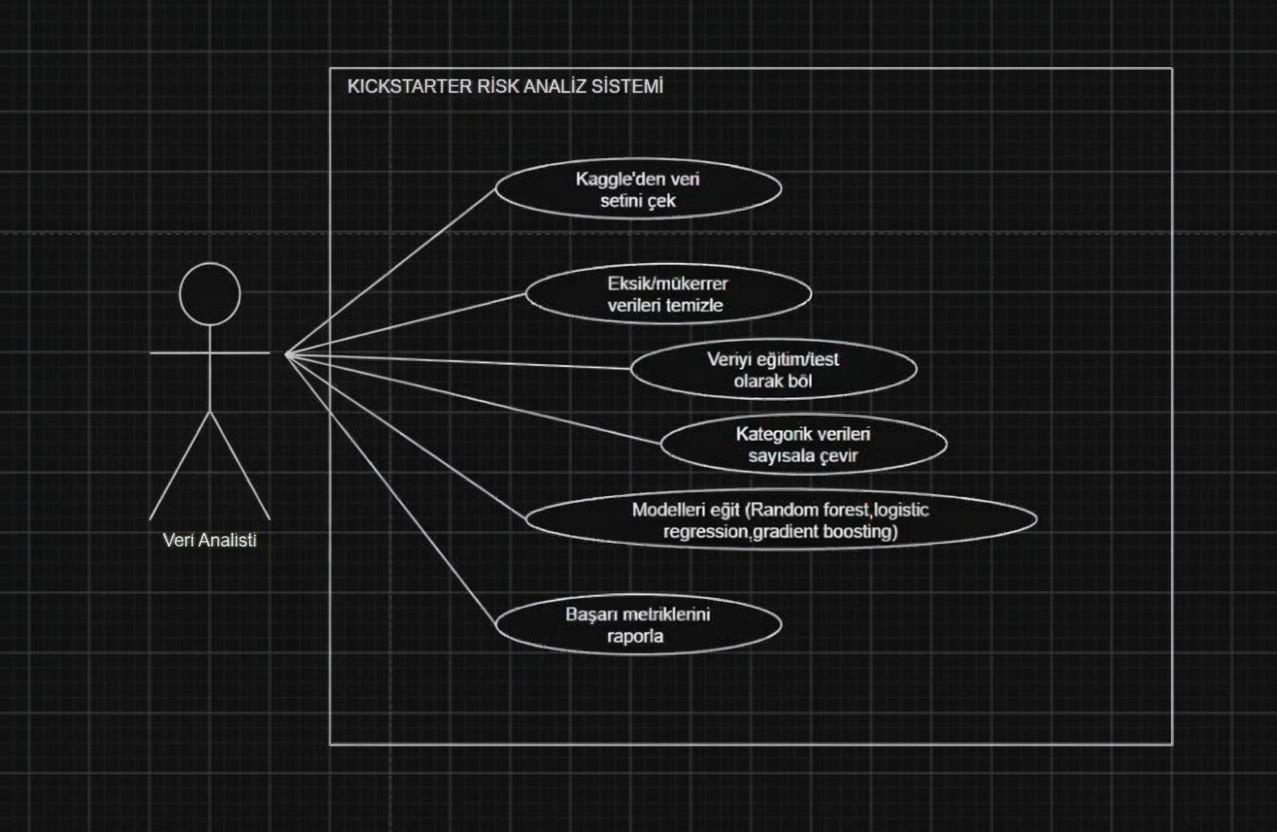 KICKSTARTER RİSK ANALİZ SİSTEMİ
Kaggle'den veri
setini çek
Eksik/mükerrer
verileri temizle
Veriyi eğitim/test
olarak böl
Kategorik verileri
sayısala çevir
Modelleri eğit (Random forest,logistic
regression,gradient boosting)
Başarı metriklerini
raporla
Veri Analisti